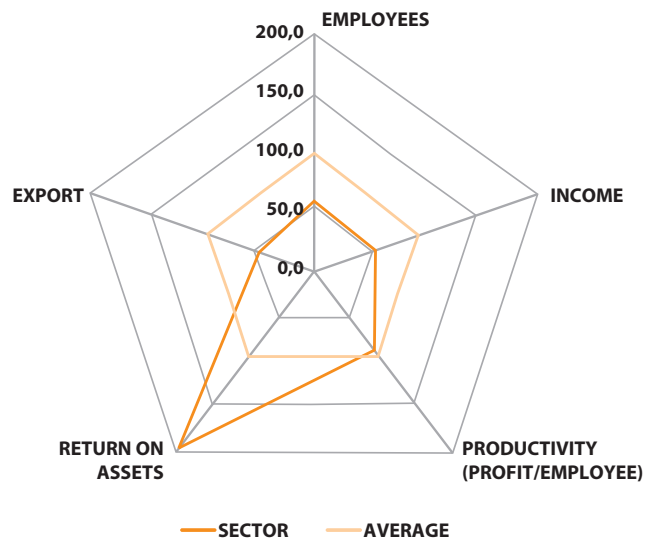 EMPLOYEES
200,0
150,0
100,0
50,0
0,0
EXPORT
INCOME
RETURN ON
ASSETS
PRODUCTIVITY
(PROFIT/EMPLOYEE)
SECTOR
AVERAGE